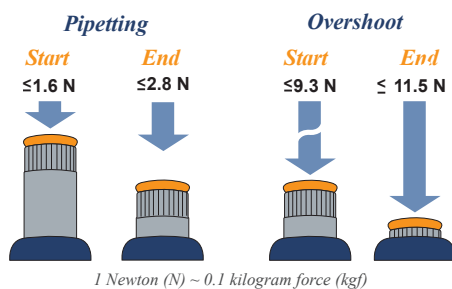 Pipetting Overshoot
Start End Start End
≤1.6 N ≤2.8 N ≤9.3 N ≤ 11.5 N
1 Newton (N) ~ 0.1 kilogram force (kgf)